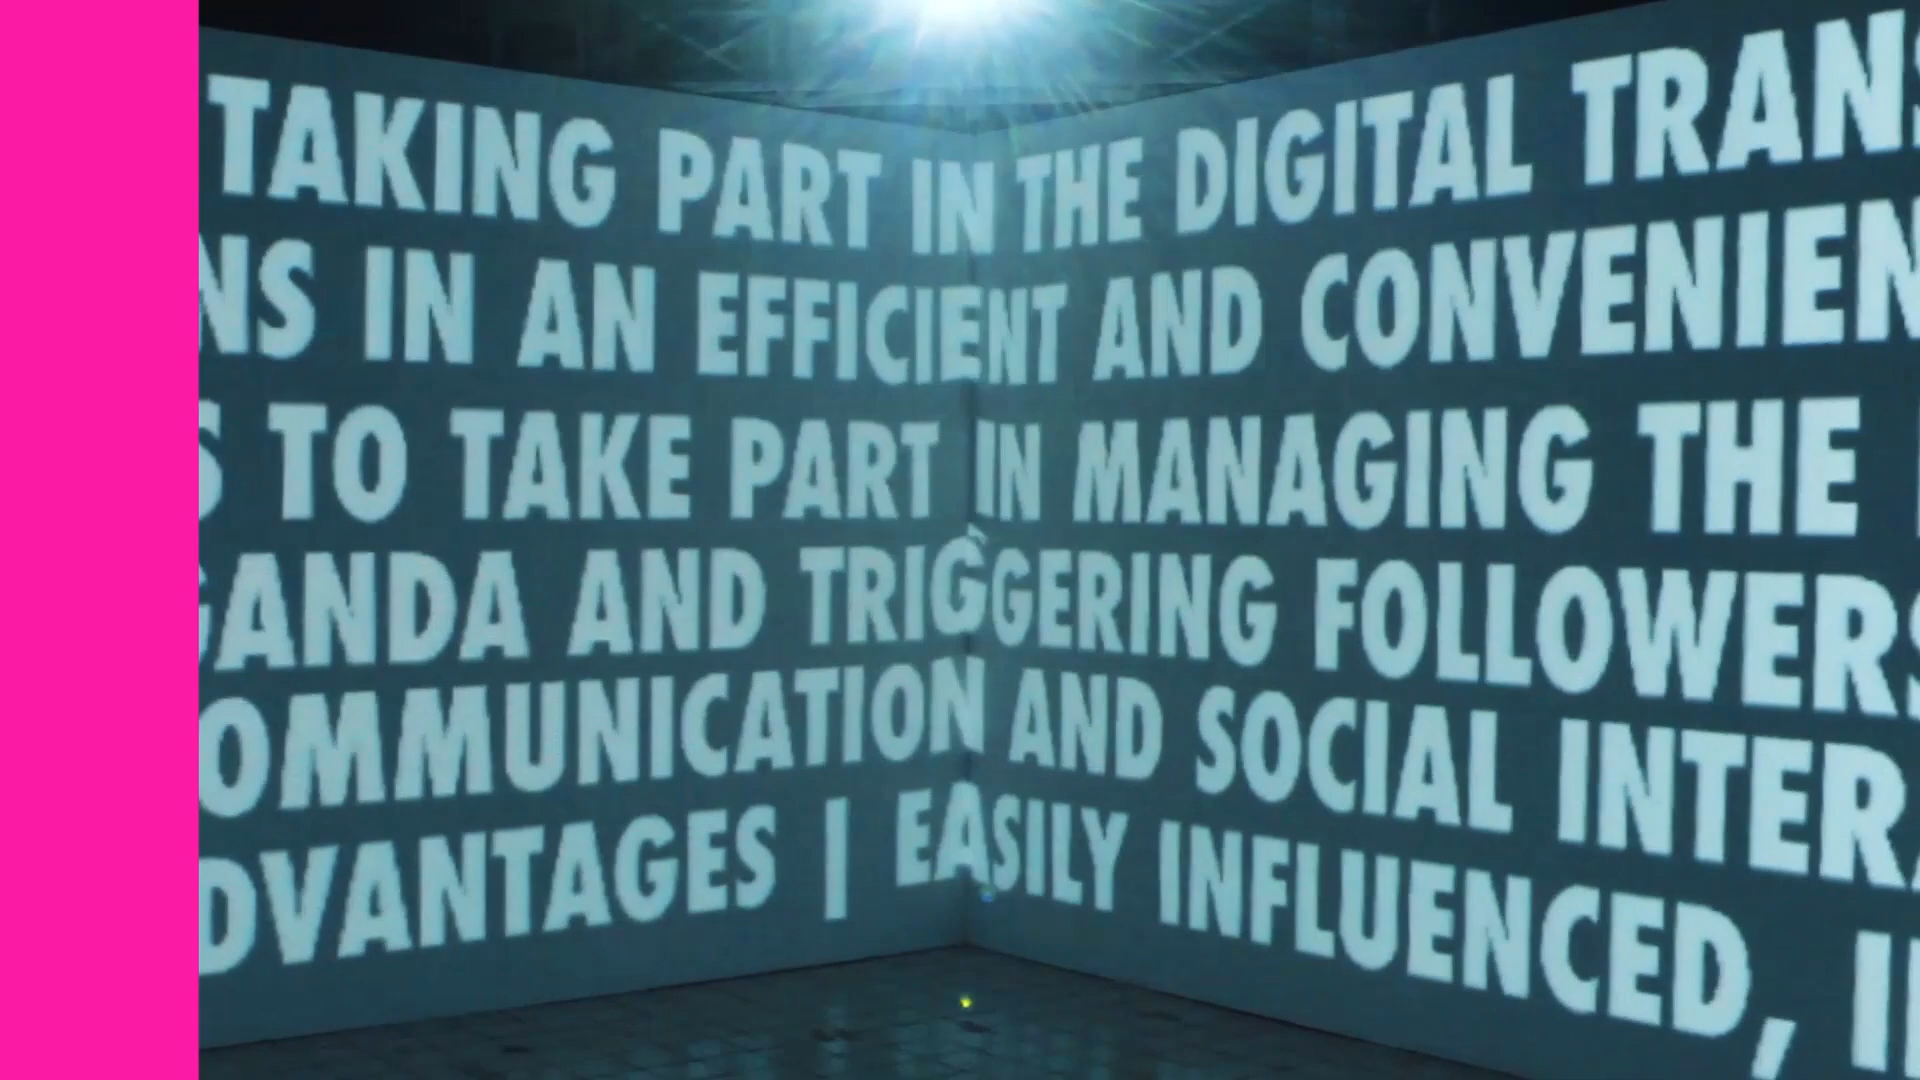 TAKING PART IN THE DIGITAL TRANS
NS IN AN EFFICIENT AND CONVENIEN
S TO TAKE PART IN MANAGING THE
GANDA AND TRIGGERING FOLLOWERS
OMMUNICATION AND SOCIAL INTERA
DVANTAGES | EASILY INFLUENCED, I